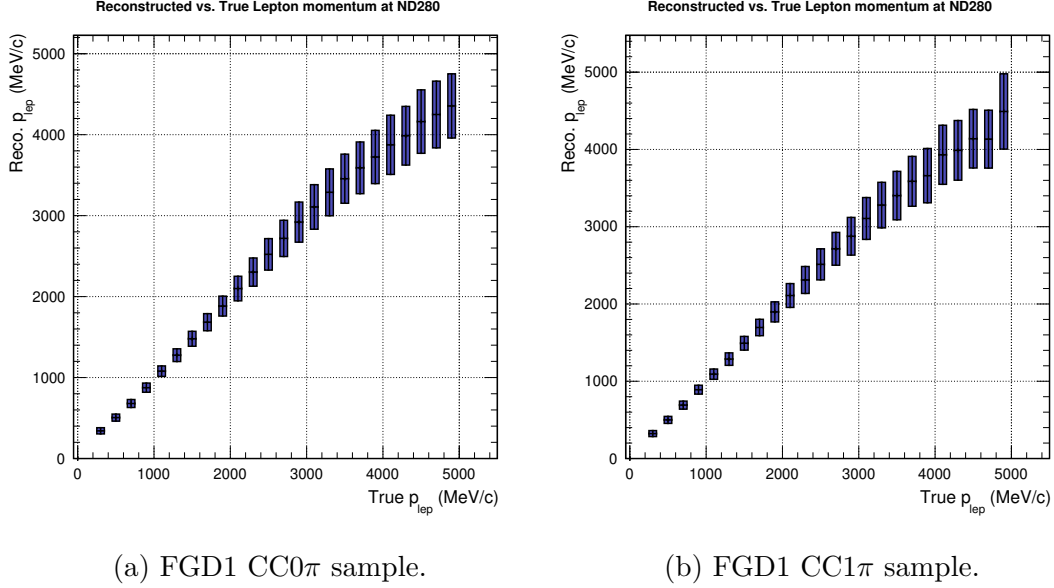 Reconstructed vs. True Lepton momentum at ND280
Reco. p_lep (MeV/c)
5000
4000
3000
2000
1000
0
0 1000 2000 3000 4000 5000
True p_lep (MeV/c)
(a) FGD1 CC0π sample.
Reconstructed vs. True Lepton momentum at ND280
Reco. p_lep (MeV/c)
5000
4000
3000
2000
1000
0
0 1000 2000 3000 4000 5000
True p_lep (MeV/c)
(b) FGD1 CC1π sample.